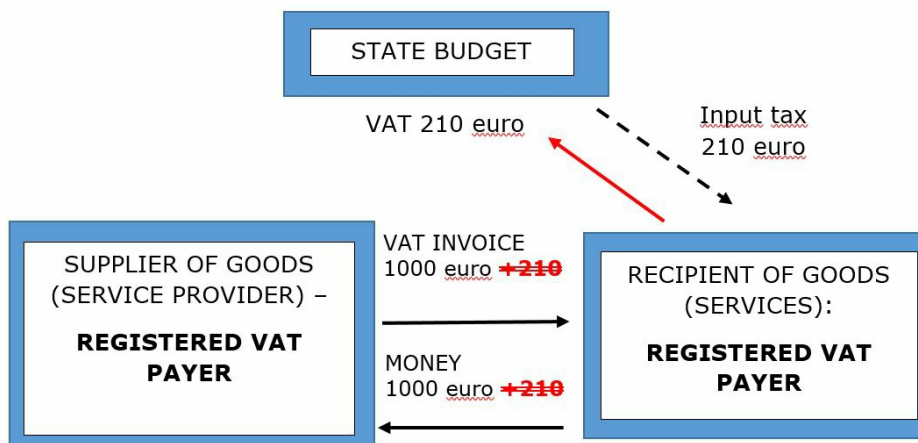 STATE BUDGET
VAT 210 euro
Input tax
210 euro
SUPPLIER OF GOODS
(SERVICE PROVIDER) –
REGISTERED VAT
PAYER
VAT INVOICE
1000 euro +210
MONEY
1000 euro +210
RECIPIENT OF GOODS
(SERVICES):
REGISTERED VAT
PAYER